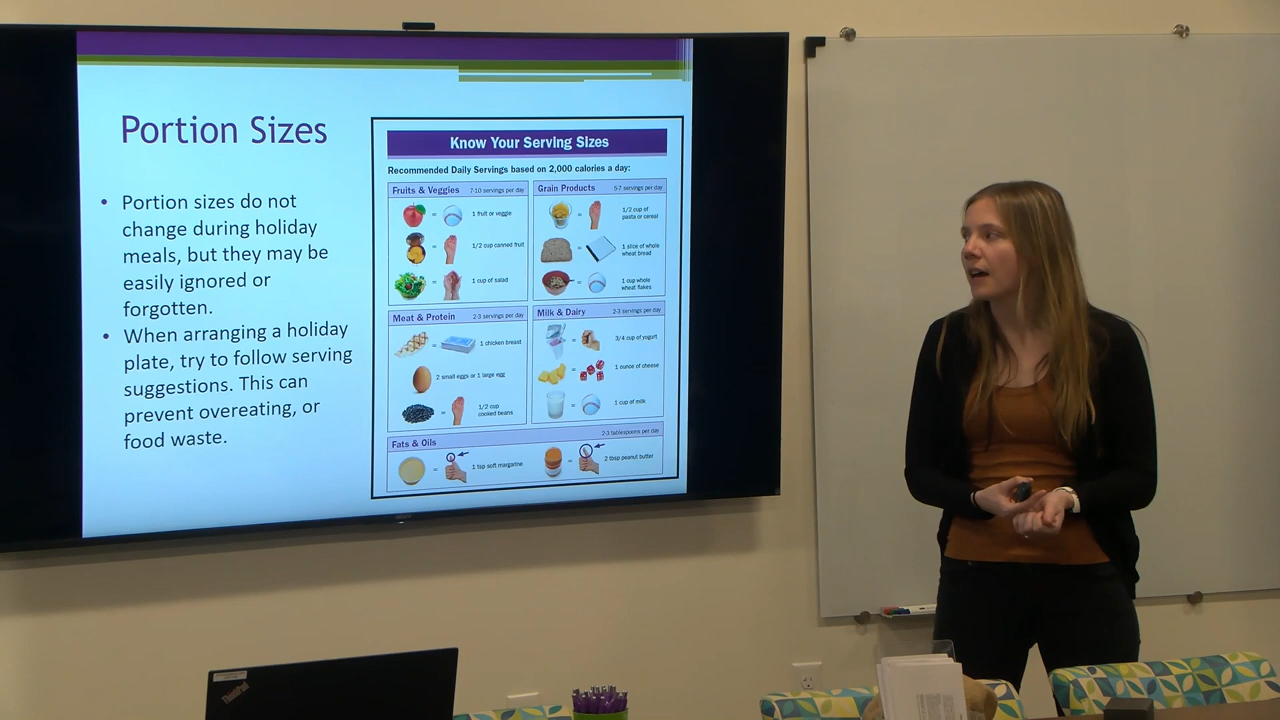 Portion Sizes
• Portion sizes do not
change during holiday
meals, but they may be
easily ignored or
forgotten.
• When arranging a holiday
plate, try to follow serving
suggestions. This can
prevent overeating, or
food waste.
Know Your Serving Sizes
Recommended Daily Servings based on 2,000 calories a day:
Fruits & Veggies 7-10 servings per day
= 1 fruit or veggie
= 1/2 cup canned fruit
= 1 cup of salad
Grain Products 5-7 servings per day
= 1/2 cup of
pasta or cereal
= 1 slice of whole
wheat bread
= 1 cup whole
wheat flakes
Meat & Protein 2-3 servings per day
= 1 chicken breast
2 small eggs or 1 large egg
= 1/2 cup
cooked beans
Milk & Dairy 2-3 servings per day
= 3/4 cup of yogurt
= 1 ounce of cheese
= 1 cup of milk
Fats & Oils 2-3 tablespoons per day
= 1 tsp soft margarine
= 2 tbsp peanut butter
ThinkPad